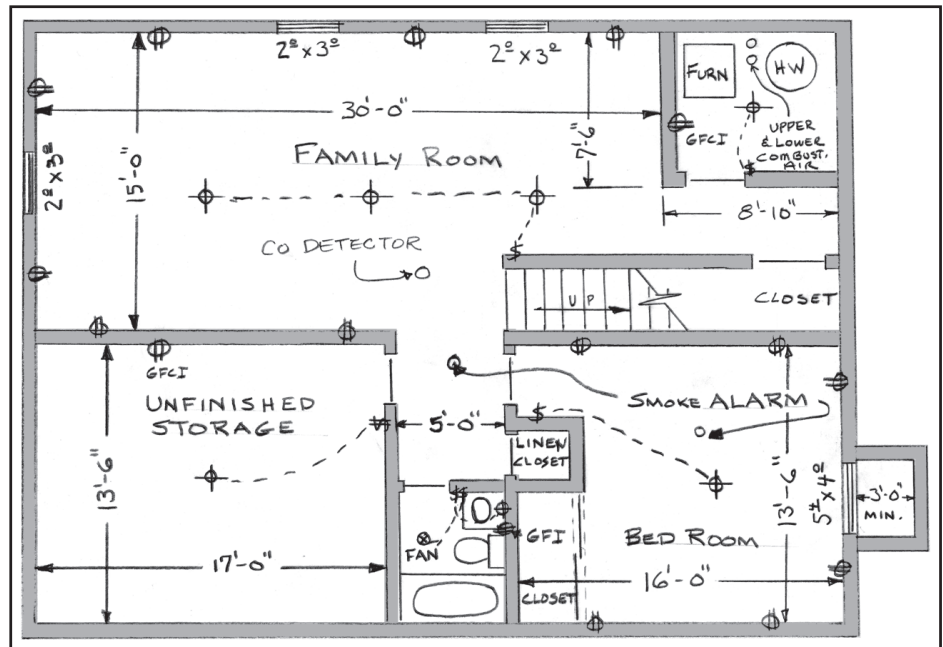 2⁰ x 3⁰
2⁰ x 3⁰
FURN
HW
30'-0"
7'-6"
GFCI
UPPER
& LOWER
COMBUST.
AIR
FAMILY ROOM
2⁰ x 3⁰
15'-0"
8'-10"
CO DETECTOR
UP
CLOSET
GFCI
UNFINISHED
STORAGE
5'-0"
SMOKE ALARM
LINEN
CLOSET
13'-6"
13'-6"
3'-0"
MIN.
FAN
GFI
BED ROOM
17'-0"
16'-0"
CLOSET